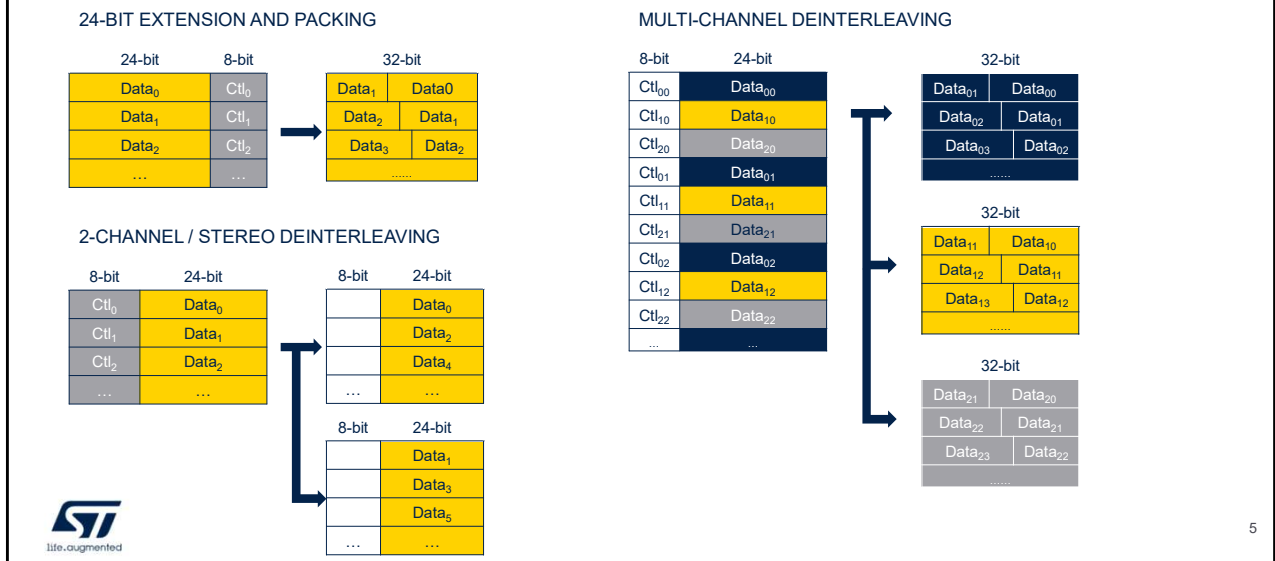 24-BIT EXTENSION AND PACKING
24-bit 8-bit 32-bit
Data₀ Ctl₀ Data₁ Data0
Data₁ Ctl₁ Data₂ Data₁
Data₂ Ctl₂ Data₃ Data₂
… … ......
2-CHANNEL / STEREO DEINTERLEAVING
8-bit 24-bit
Ctl₀ Data₀
Ctl₁ Data₁
Ctl₂ Data₂
… …
8-bit 24-bit
Data₀
Data₂
Data₄
… …
8-bit 24-bit
Data₁
Data₃
Data₅
… …
MULTI-CHANNEL DEINTERLEAVING
8-bit 24-bit
Ctl₀₀ Data₀₀
Ctl₁₀ Data₁₀
Ctl₂₀ Data₂₀
Ctl₀₁ Data₀₁
Ctl₁₁ Data₁₁
Ctl₂₁ Data₂₁
Ctl₀₂ Data₀₂
Ctl₁₂ Data₁₂
Ctl₂₂ Data₂₂
... ...
32-bit
Data₀₁ Data₀₀
Data₀₂ Data₀₁
Data₀₃ Data₀₂
......
32-bit
Data₁₁ Data₁₀
Data₁₂ Data₁₁
Data₁₃ Data₁₂
......
32-bit
Data₂₁ Data₂₀
Data₂₂ Data₂₁
Data₂₃ Data₂₂
......
ST
life.augmented
5